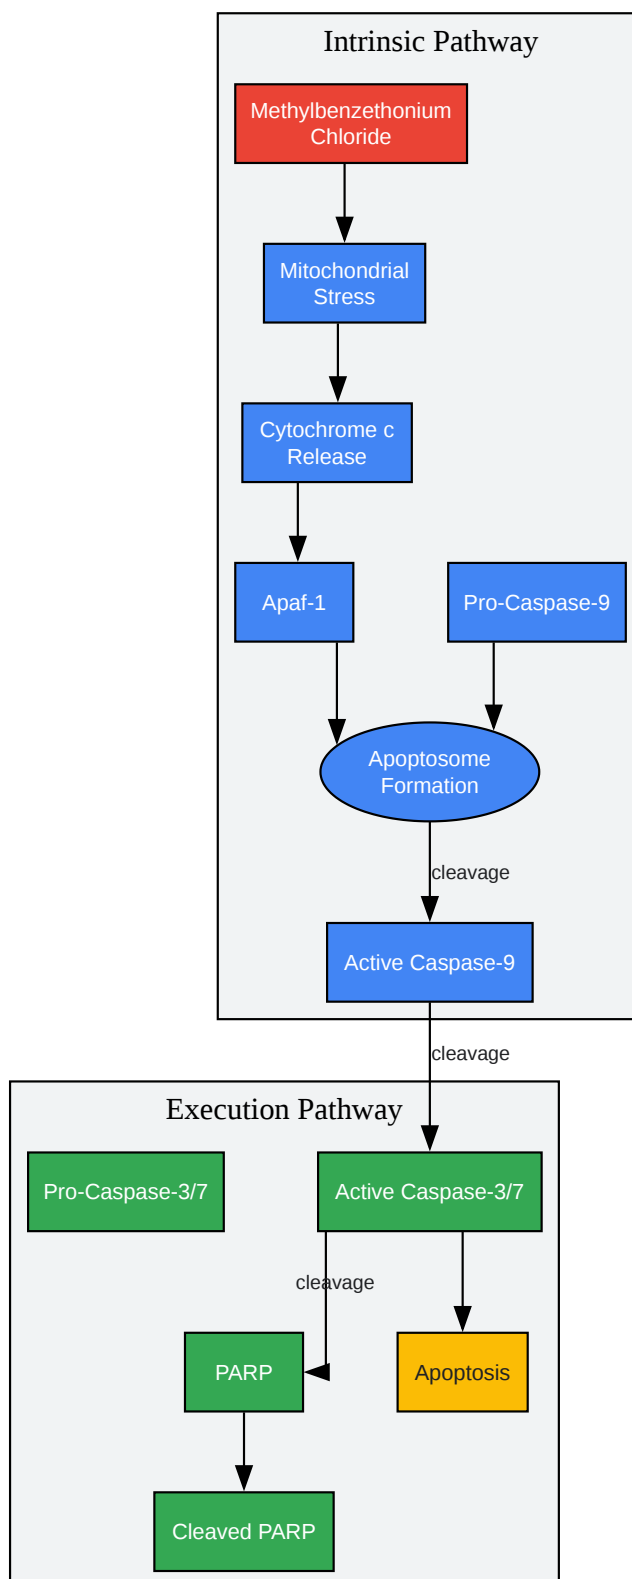 Intrinsic Pathway
Methylbenzethonium
Chloride
Mitochondrial
Stress
Cytochrome c
Release
Apaf-1
Pro-Caspase-9
Apoptosome
Formation
cleavage
Active Caspase-9
cleavage
Execution Pathway
Pro-Caspase-3/7
Active Caspase-3/7
cleavage
PARP
Apoptosis
Cleaved PARP